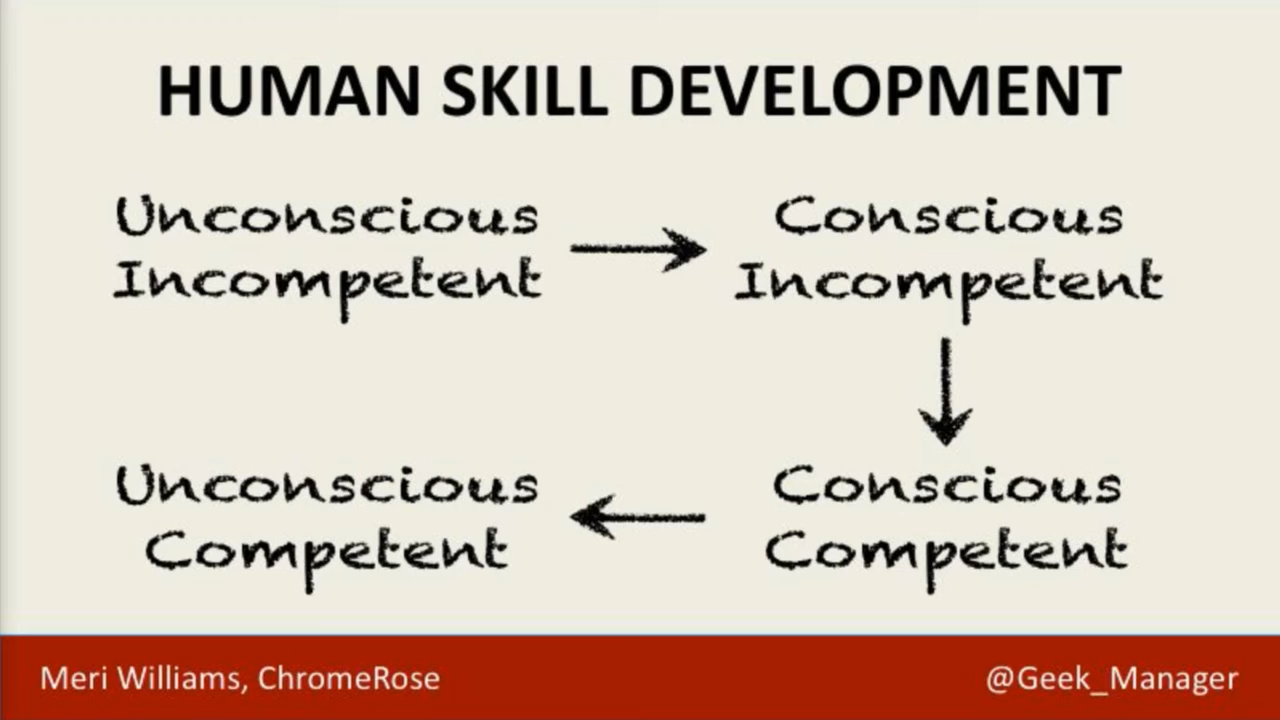 HUMAN SKILL DEVELOPMENT
Unconscious
Incompetent
Conscious
Incompetent
Conscious
Competent
Unconscious
Competent
Meri Williams, ChromeRose
@Geek_Manager